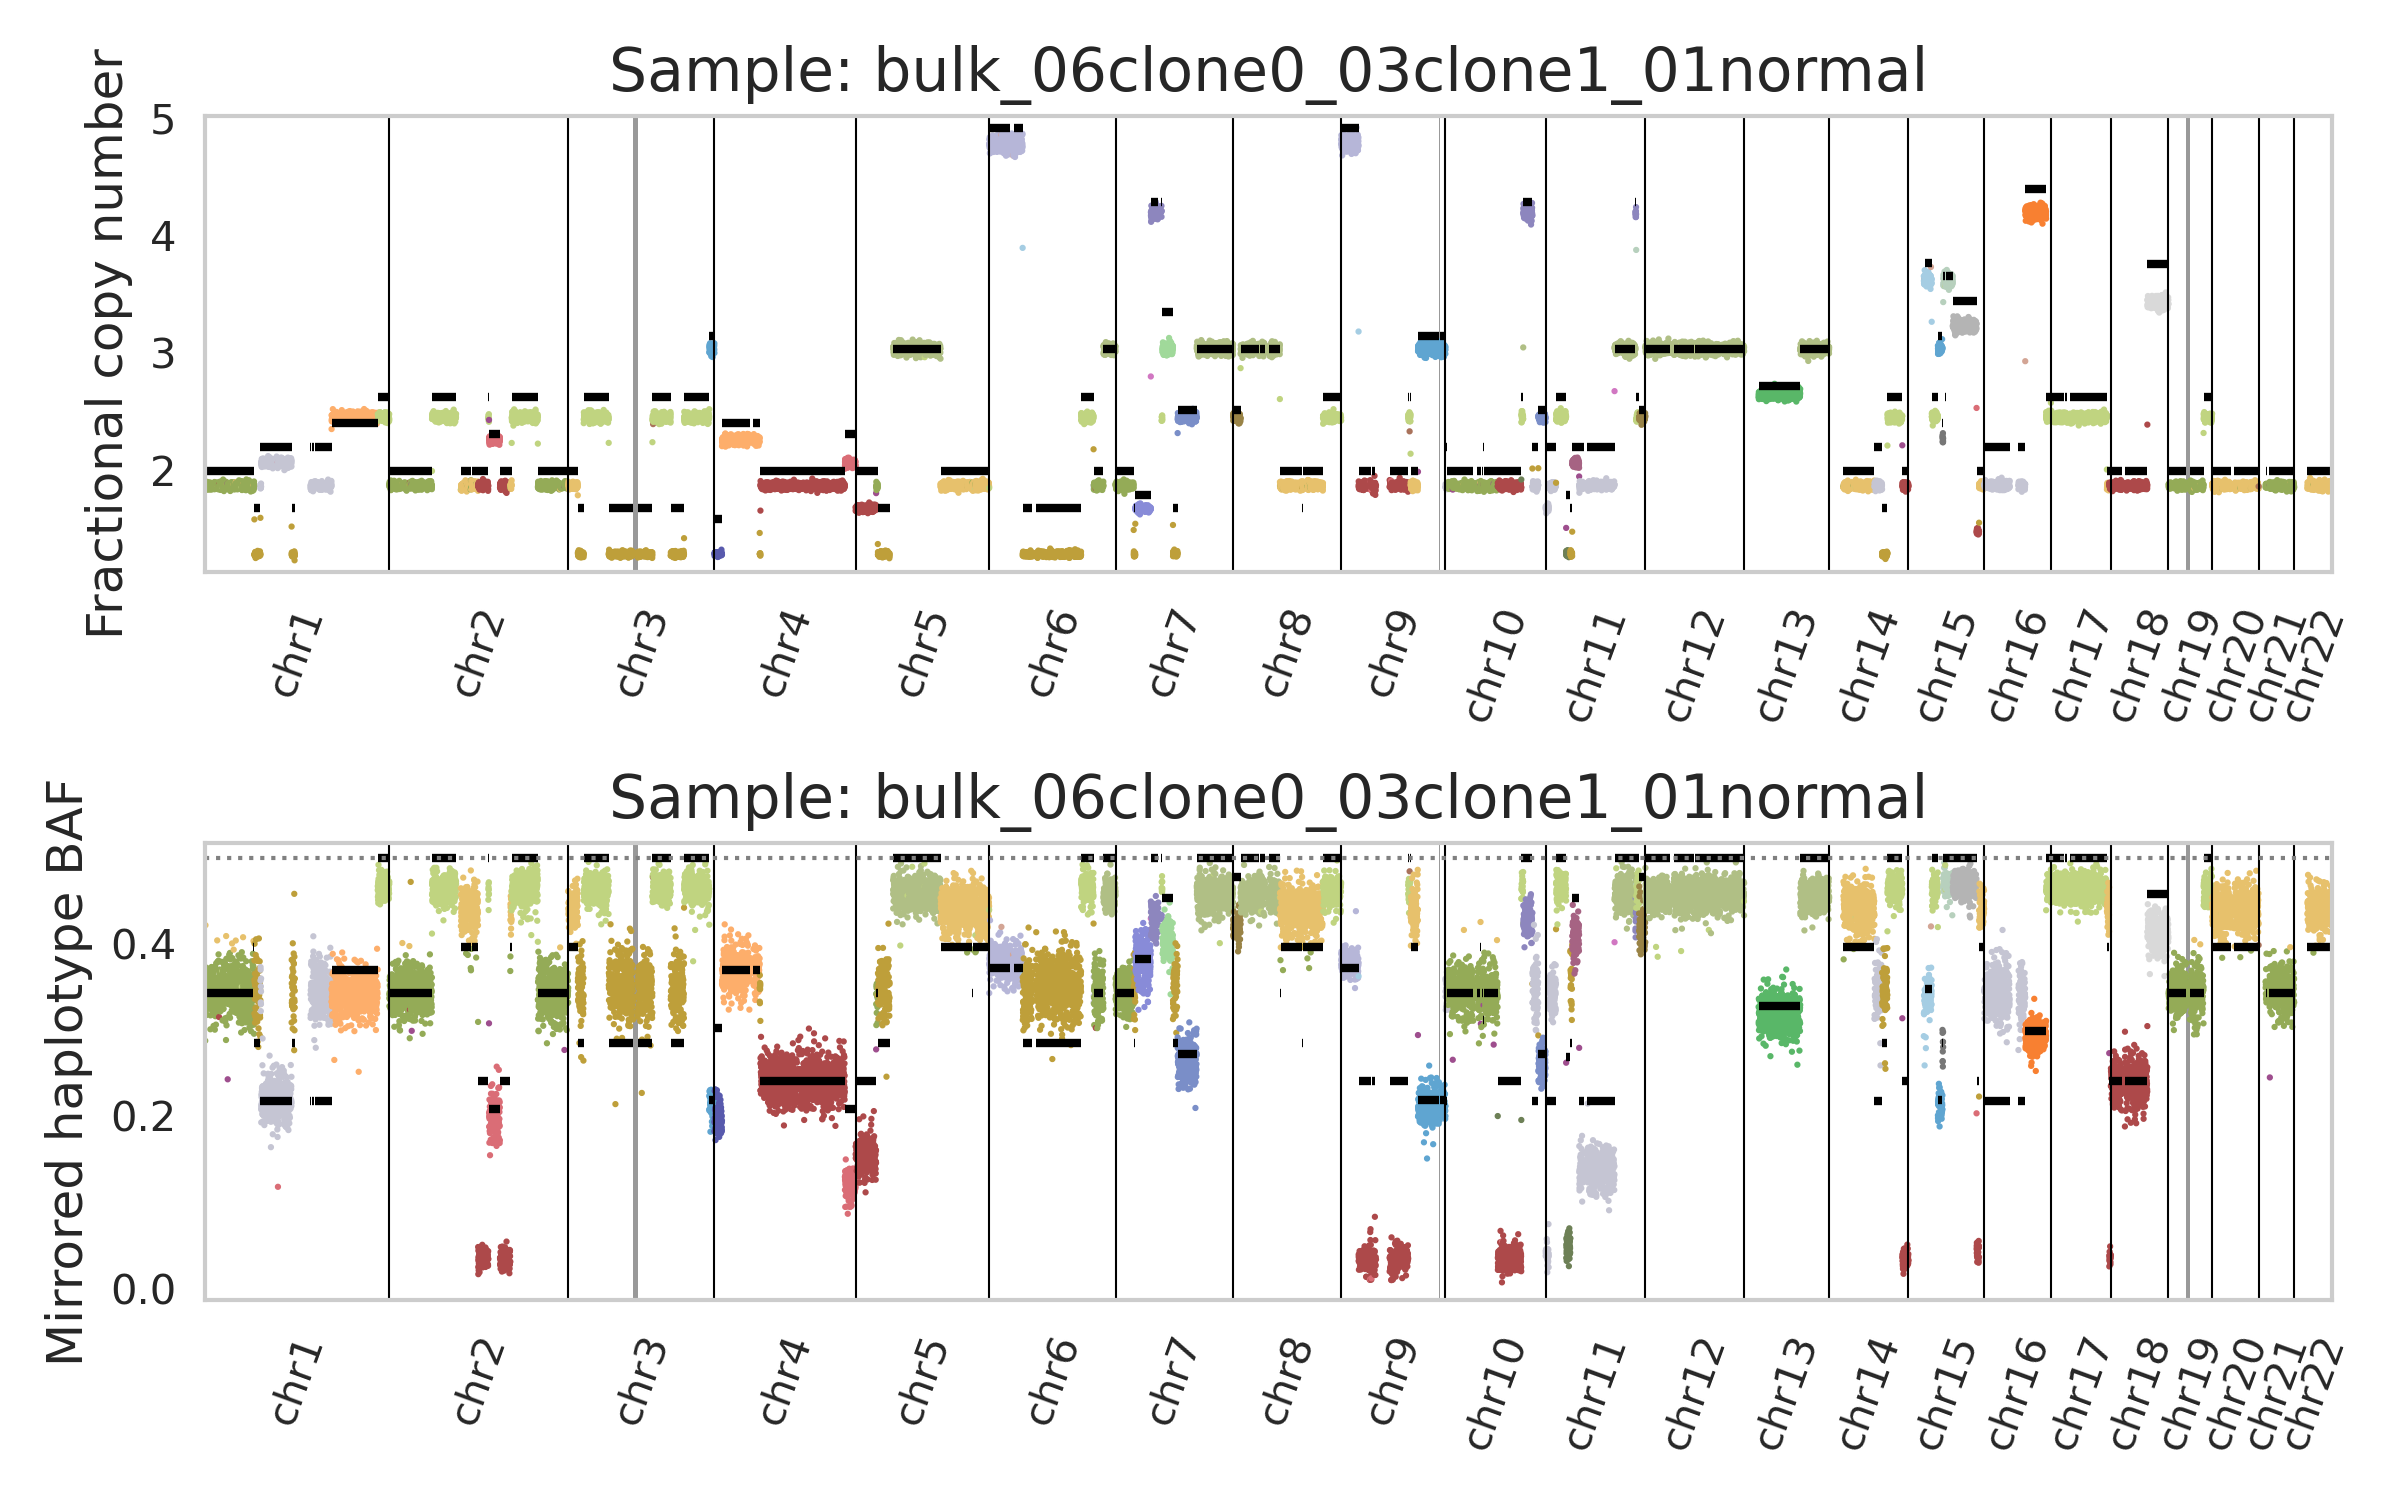 Sample: bulk_06clone0_03clone1_01normal
Fractional copy number
5
4
3
2
chr1 chr2 chr3 chr4 chr5 chr6 chr7 chr8 chr9 chr10 chr11 chr12 chr13 chr14 chr15 chr16 chr17 chr18 chr19 chr20 chr21 chr22
Sample: bulk_06clone0_03clone1_01normal
Mirrored haplotype BAF
0.4
0.2
0.0
chr1 chr2 chr3 chr4 chr5 chr6 chr7 chr8 chr9 chr10 chr11 chr12 chr13 chr14 chr15 chr16 chr17 chr18 chr19 chr20 chr21 chr22